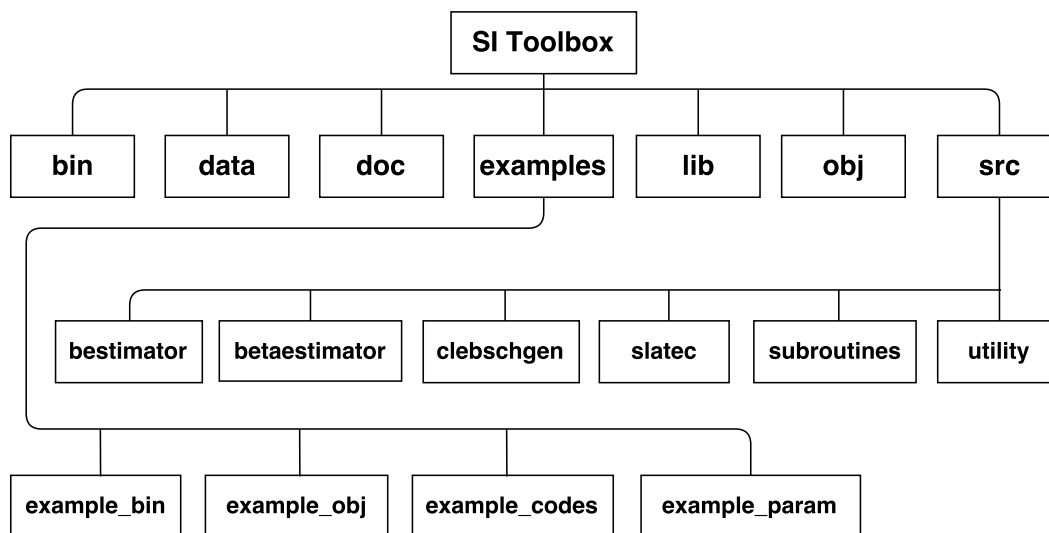 SI Toolbox
bin
data
doc
examples
lib
obj
src
bestimator
betaestimator
clebschgen
slatec
subroutines
utility
example_bin
example_obj
example_codes
example_param